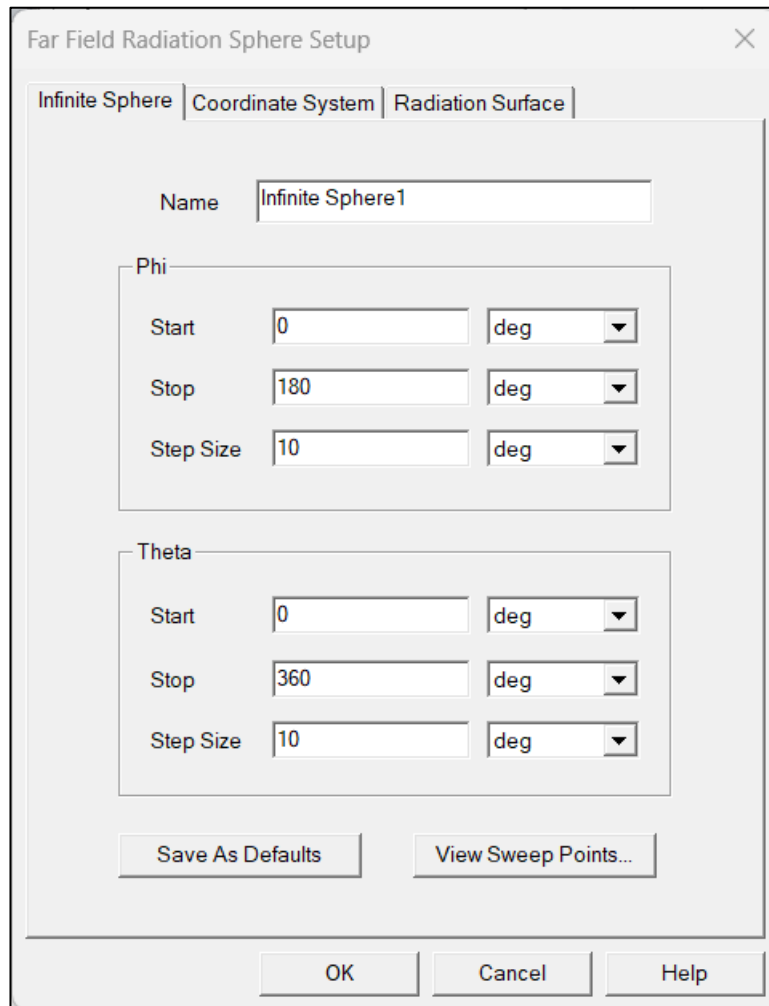 Far Field Radiation Sphere Setup
Infinite Sphere Coordinate System Radiation Surface
Name Infinite Sphere1
Phi
Start 0 deg
Stop 180 deg
Step Size 10 deg
Theta
Start 0 deg
Stop 360 deg
Step Size 10 deg
Save As Defaults View Sweep Points...
OK Cancel Help